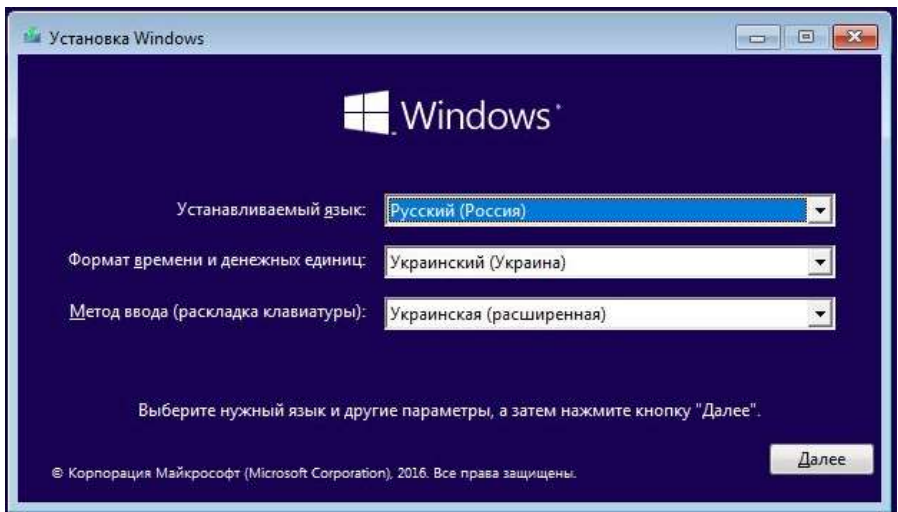 Установка Windows
Windows
Устанавливаемый язык: Русский (Россия)
Формат времени и денежных единиц: Украинский (Украина)
Метод ввода (раскладка клавиатуры): Украинская (расширенная)
Выберите нужный язык и другие параметры, а затем нажмите кнопку "Далее".
Далее
© Корпорация Майкрософт (Microsoft Corporation), 2016. Все права защищены.